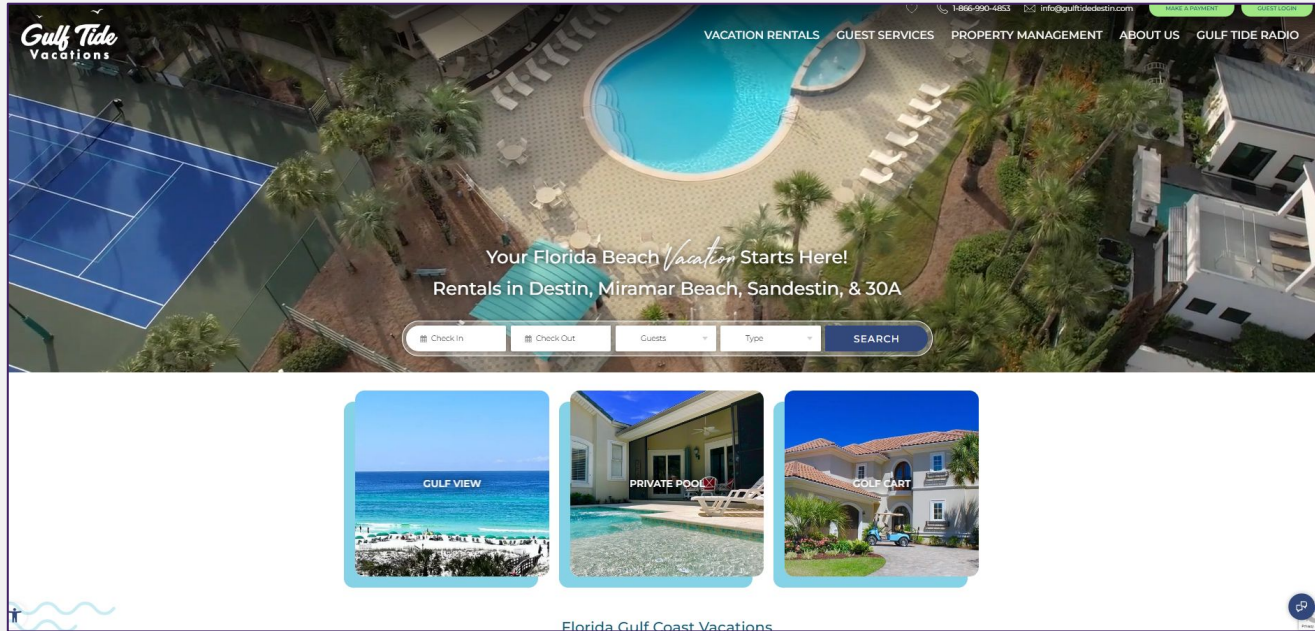 Gulf Tide
Vacations
1-866-990-4853 info@gulftidedestin.com MAKE A PAYMENT GUEST LOGIN
VACATION RENTALS GUEST SERVICES PROPERTY MANAGEMENT ABOUT US GULF TIDE RADIO
Your Florida Beach Vacation Starts Here!
Rentals in Destin, Miramar Beach, Sandestin, & 30A
Check In Check Out Guests Type SEARCH
GULF VIEW PRIVATE POOL GOLF CART
Florida Gulf Coast Vacations